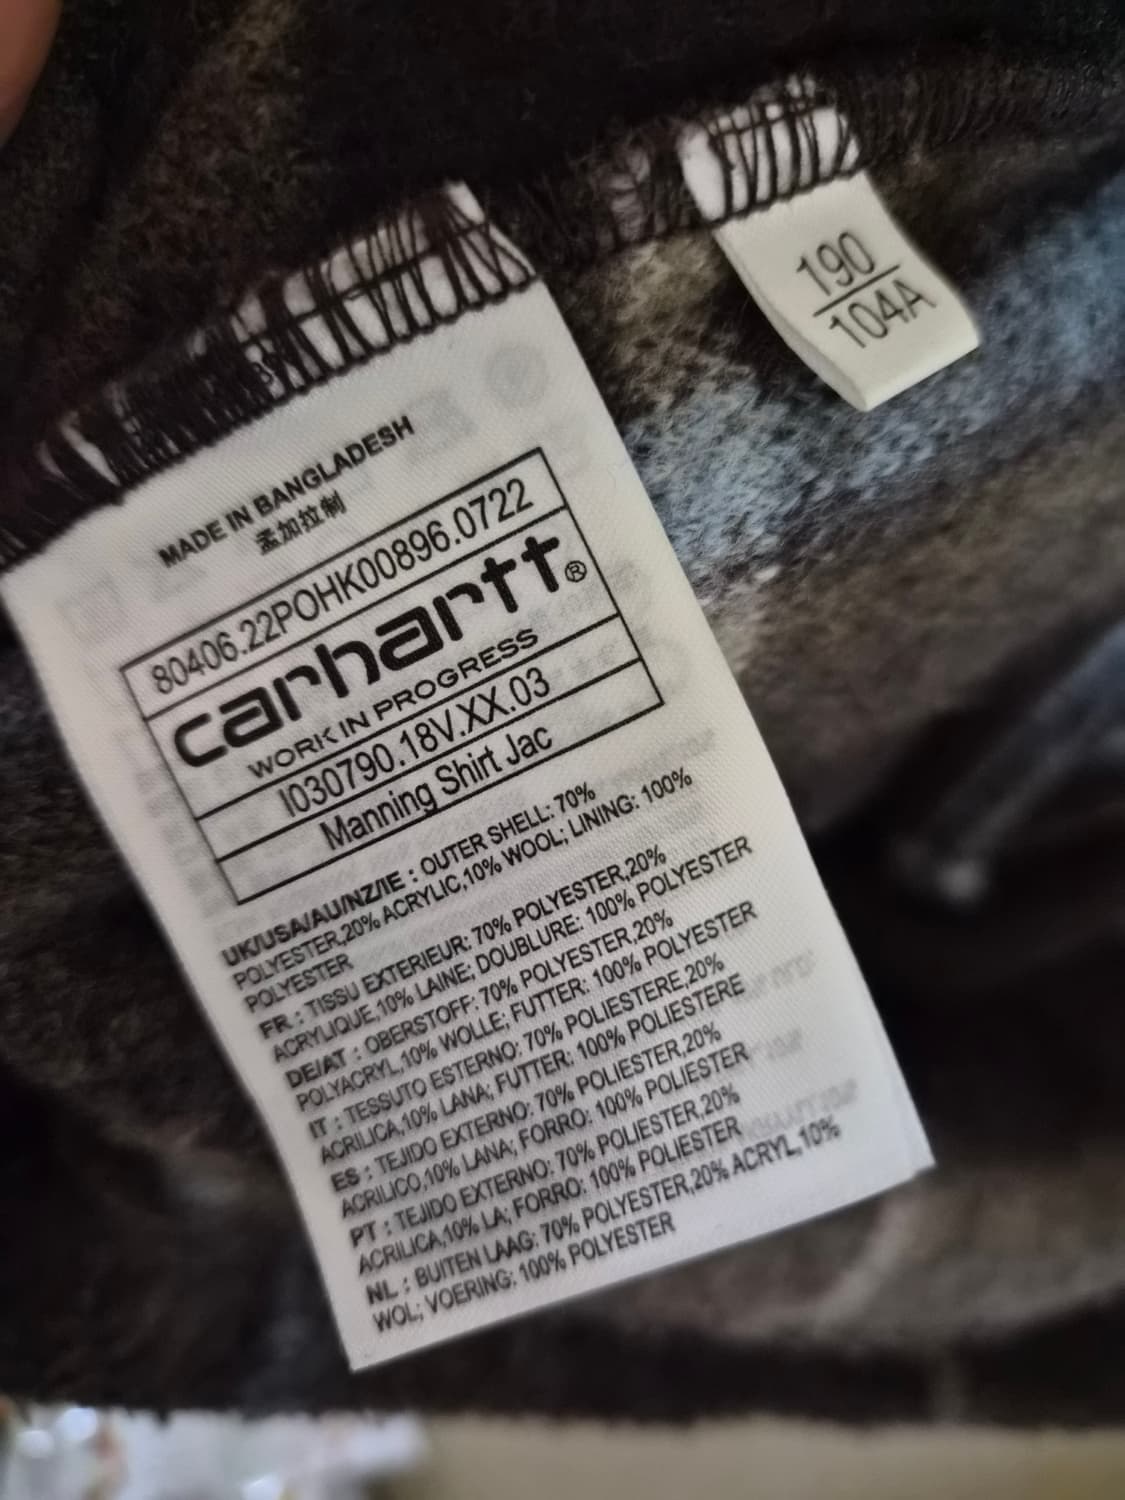 190
104A
MADE IN BANGLADESH
孟加拉制
80406.22POHK00896.0722
carhartt®
WORK IN PROGRESS
I030790.18V.XX.03
Manning Shirt Jac
UK/USA/AU/NZ/IE : OUTER SHELL: 70%
POLYESTER,20% ACRYLIC,10% WOOL; LINING: 100%
POLYESTER
FR : TISSU EXTERIEUR: 70% POLYESTER,20%
ACRYLIQUE,10% LAINE; DOUBLURE: 100% POLYESTER
DE/AT : OBERSTOFF: 70% POLYESTER,20%
POLYACRYL,10% WOLLE; FUTTER: 100% POLYESTER
IT : TESSUTO ESTERNO: 70% POLIESTERE,20%
ACRILICA,10% LANA; FUTTER: 100% POLIESTERE
ES : TEJIDO EXTERNO: 70% POLIESTER,20%
ACRILICO,10% LANA; FORRO: 100% POLIESTER
PT : TEJIDO EXTERNO: 70% POLIESTER,20%
ACRILICA,10% LA; FORRO: 100% POLIESTER
NL : BUITEN LAAG: 70% POLYESTER,20% ACRYL,10%
WOL; VOERING: 100% POLYESTER